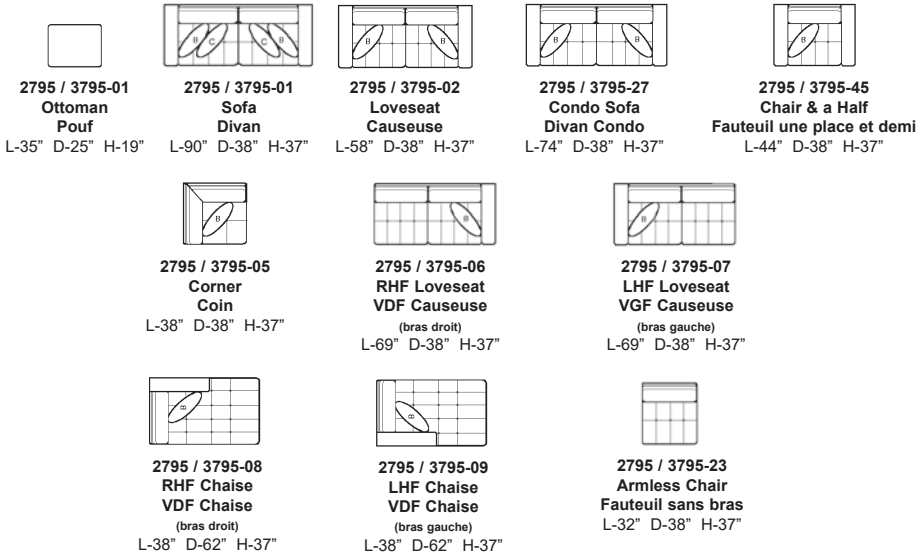 B C C B
B B
B B
B
2795 / 3795-01
Ottoman
Pouf
L-35” D-25” H-19”
2795 / 3795-01
Sofa
Divan
L-90” D-38” H-37”
2795 / 3795-02
Loveseat
Causeuse
L-58” D-38” H-37”
2795 / 3795-27
Condo Sofa
Divan Condo
L-74” D-38” H-37”
2795 / 3795-45
Chair & a Half
Fauteuil une place et demi
L-44” D-38” H-37”
B
2795 / 3795-05
Corner
Coin
L-38” D-38” H-37”
B
2795 / 3795-06
RHF Loveseat
VDF Causeuse
(bras droit)
L-69” D-38” H-37”
B
2795 / 3795-07
LHF Loveseat
VGF Causeuse
(bras gauche)
L-69” D-38” H-37”
B
2795 / 3795-08
RHF Chaise
VDF Chaise
(bras droit)
L-38” D-62” H-37”
B
2795 / 3795-09
LHF Chaise
VDF Chaise
(bras gauche)
L-38” D-62” H-37”
2795 / 3795-23
Armless Chair
Fauteuil sans bras
L-32” D-38” H-37”